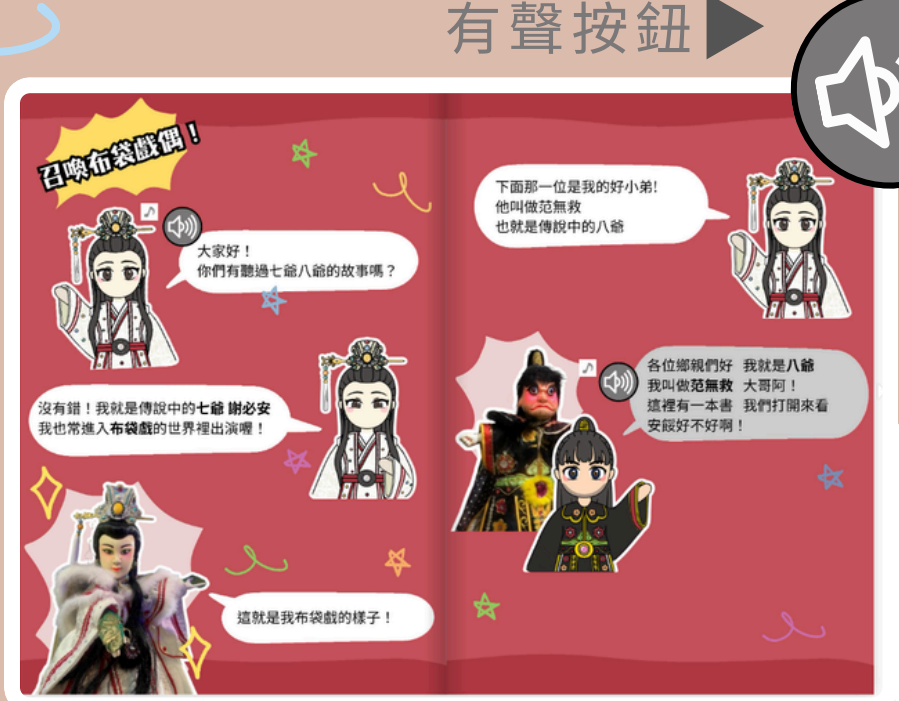 有聲按鈕
召喚布袋戲偶！
大家好！
你們有聽過七爺八爺的故事嗎？
沒有錯！我就是傳說中的七爺 謝必安
我也常進入布袋戲的世界裡出演喔！
這就是我布袋戲的樣子！
下面那一位是我的好小弟!
他叫做范無救
也就是傳說中的八爺
各位鄉親們好 我就是八爺
我叫做范無救 大哥阿！
這裡有一本書 我們打開來看
安餒好不好啊！